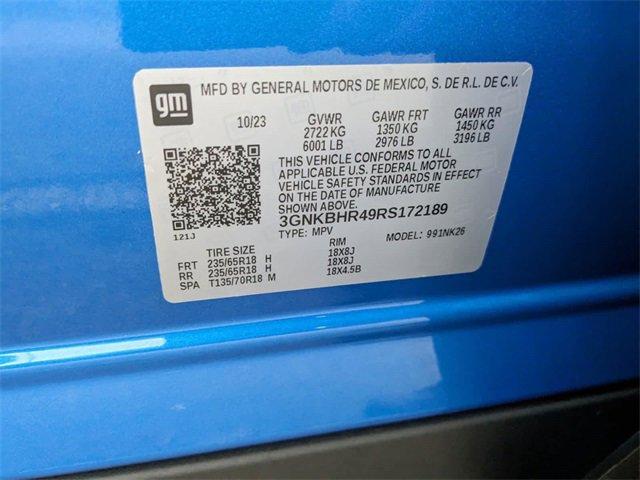 gm
MFD BY GENERAL MOTORS DE MEXICO, S. DE R.L. DE C.V.
10/23 GVWR GAWR FRT GAWR RR
2722 KG 1350 KG 1450 KG
6001 LB 2976 LB 3196 LB
THIS VEHICLE CONFORMS TO ALL
APPLICABLE U.S. FEDERAL MOTOR
VEHICLE SAFETY STANDARDS IN EFFECT
ON THE DATE OF MANUFACTURE
SHOWN ABOVE.
3GNKBHR49RS172189
TYPE: MPV MODEL: 991NK26
121J
TIRE SIZE RIM
FRT 235/65R18 H 18X8J
RR 235/65R18 H 18X8J
SPA T135/70R18 M 18X4.5B